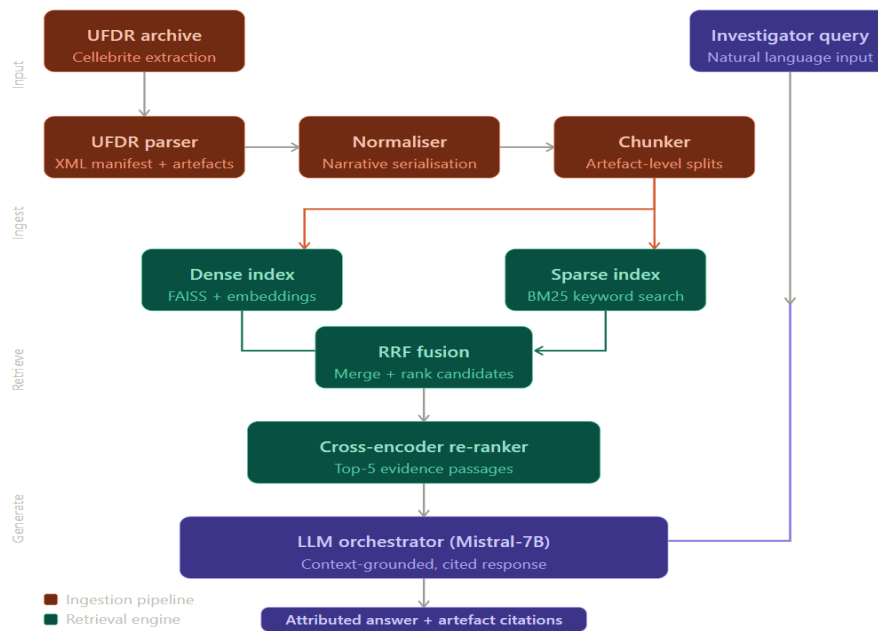 UFDR archive
Cellebrite extraction
Investigator query
Natural language input
Input
UFDR parser
XML manifest + artefacts
Normaliser
Narrative serialisation
Chunker
Artefact-level splits
Ingest
Dense index
FAISS + embeddings
Sparse index
BM25 keyword search
Retrieve
RRF fusion
Merge + rank candidates
Cross-encoder re-ranker
Top-5 evidence passages
Generate
LLM orchestrator (Mistral-7B)
Context-grounded, cited response
Ingestion pipeline
Retrieval engine
Attributed answer + artefact citations